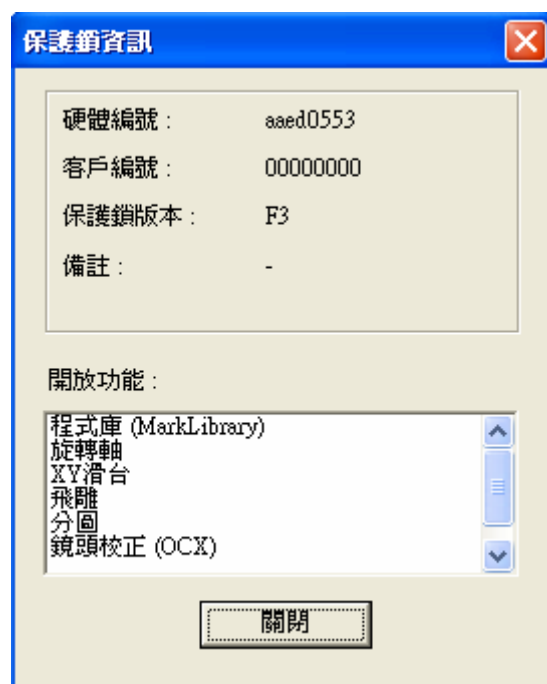 保護鎖資訊
硬體編號： aaed0553
客戶編號： 00000000
保護鎖版本： F3
備註： -
開放功能：
程式庫 (MarkLibrary)
旋轉軸
XY滑台
飛雕
分圖
鏡頭校正 (OCX)
關閉